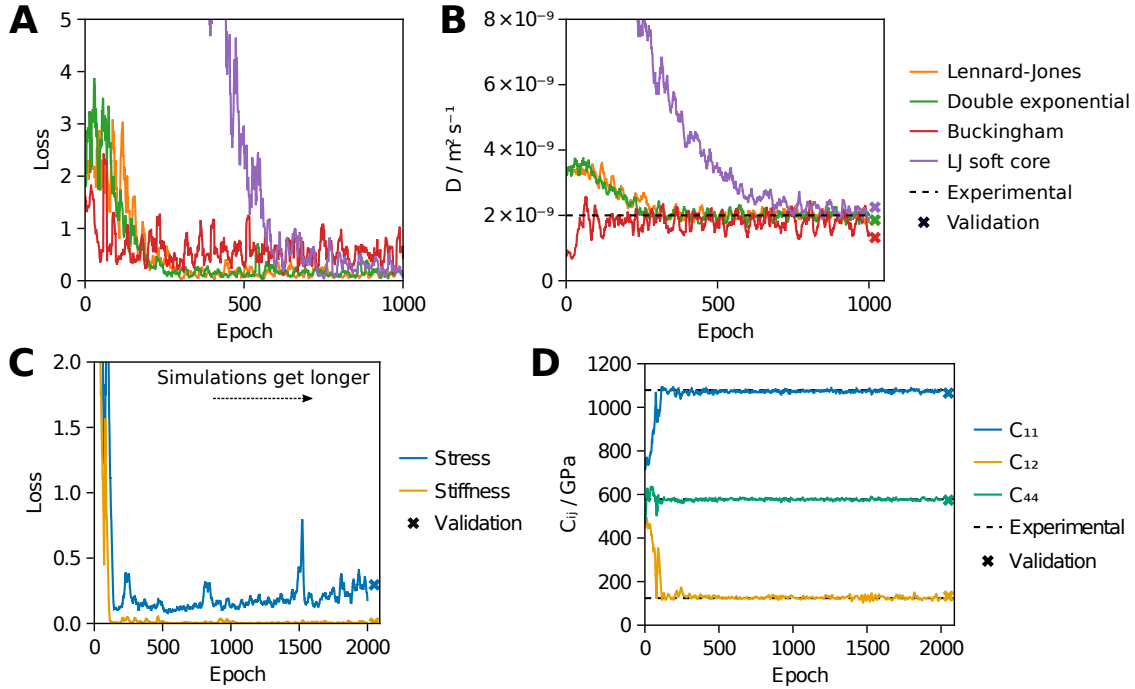 A
5
4
3
2
1
0
Loss
0
500
1000
Epoch
B
8×10⁻⁹
6×10⁻⁹
4×10⁻⁹
2×10⁻⁹
0
D / m² s⁻¹
0
500
1000
Epoch
Lennard-Jones
Double exponential
Buckingham
LJ soft core
Experimental
Validation
C
2.0
1.5
1.0
0.5
0.0
Loss
Simulations get longer
0
500
1000
1500
2000
Epoch
Stress
Stiffness
Validation
D
1200
1000
800
600
400
200
0
Cᵢⱼ / GPa
0
500
1000
1500
2000
Epoch
C₁₁
C₁₂
C₄₄
Experimental
Validation